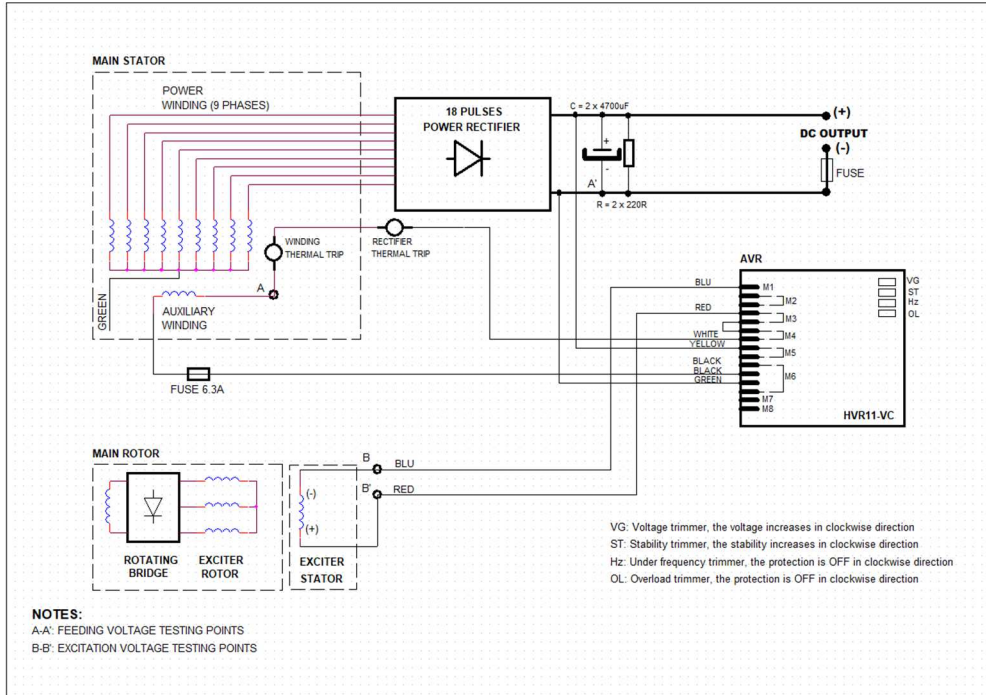 MAIN STATOR
POWER
WINDING (9 PHASES)
18 PULSES
POWER RECTIFIER
C = 2 x 4700uF
(+)
DC OUTPUT
(-)
FUSE
+
-
A'
R = 2 x 220R
WINDING
THERMAL TRIP
RECTIFIER
THERMAL TRIP
A
GREEN
AUXILIARY
WINDING
FUSE 6.3A
AVR
BLU
M1
M2
RED
M3
WHITE
M4
YELLOW
M5
BLACK
BLACK
M6
GREEN
M7
M8
VG
ST
Hz
OL
HVR11-VC
MAIN ROTOR
ROTATING
BRIDGE
EXCITER
ROTOR
(-)
(+)
EXCITER
STATOR
B
BLU
B'
RED
VG: Voltage trimmer, the voltage increases in clockwise direction
ST: Stability trimmer, the stability increases in clockwise direction
Hz: Under frequency trimmer, the protection is OFF in clockwise direction
OL: Overload trimmer, the protection is OFF in clockwise direction
NOTES:
A-A': FEEDING VOLTAGE TESTING POINTS
B-B': EXCITATION VOLTAGE TESTING POINTS